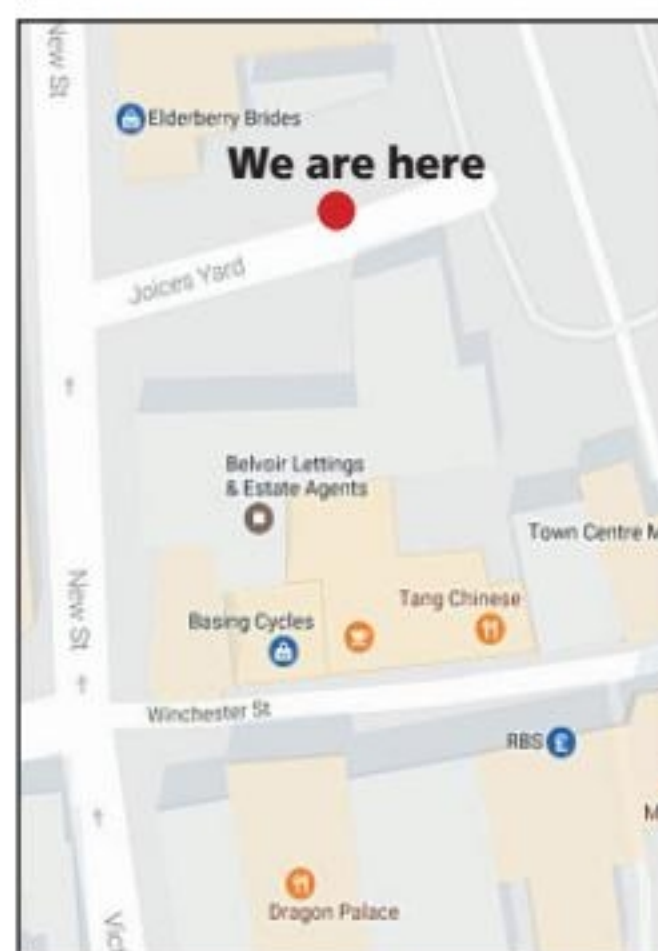 New St
Elderberry Brides
We are here
Joices Yard
Belvoir Lettings
& Estate Agents
Town Centre M
New St
Tang Chinese
Basing Cycles
Winchester St
RBS £
M
Dragon Palace
Vic